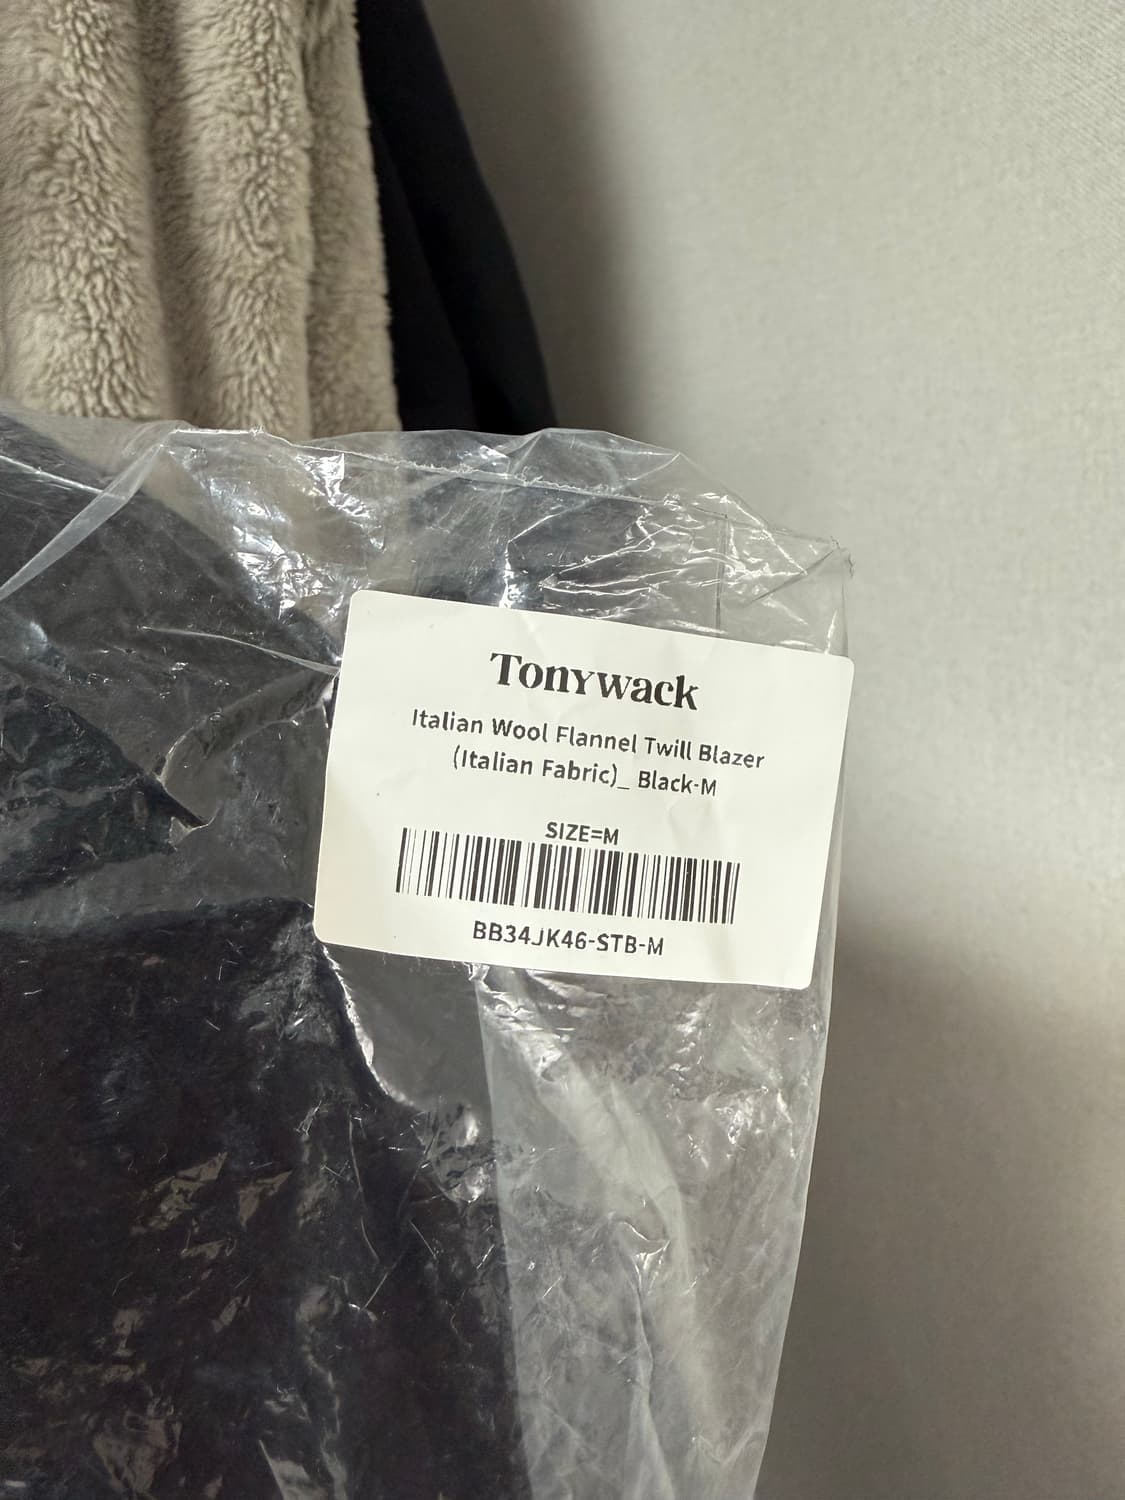 Tonywack
Italian Wool Flannel Twill Blazer
(Italian Fabric)_ Black-M
SIZE=M
BB34JK46-STB-M